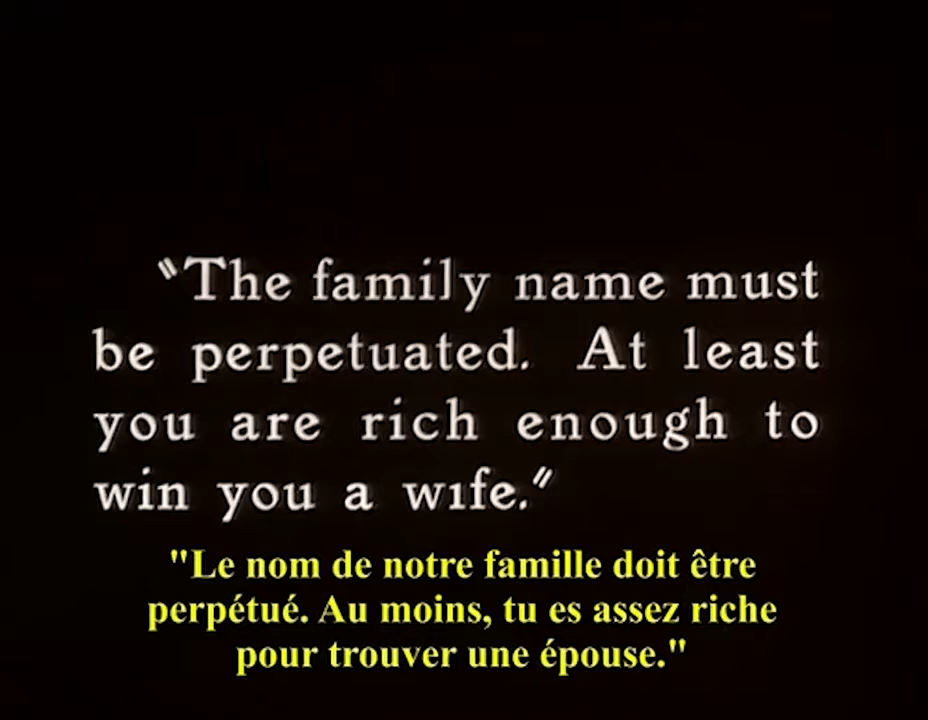 "The family name must
be perpetuated. At least
you are rich enough to
win you a wife."
"Le nom de notre famille doit être
perpétué. Au moins, tu es assez riche
pour trouver une épouse."